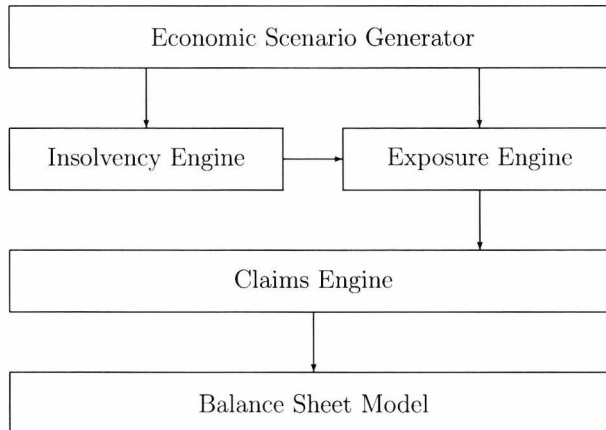 Economic Scenario Generator
Insolvency Engine
Exposure Engine
Claims Engine
Balance Sheet Model